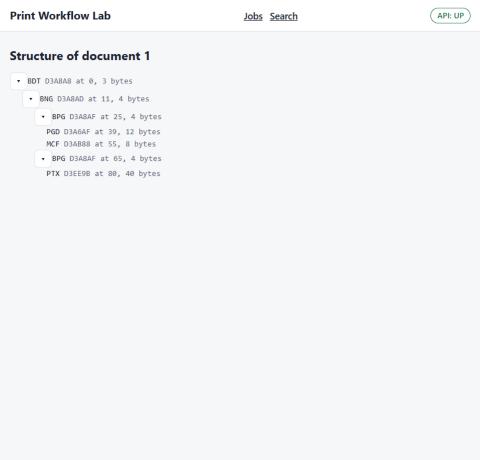 Print Workflow Lab
Jobs Search
API: UP
Structure of document 1
BDT D3A8A8 at 0, 3 bytes
BNG D3A8AD at 11, 4 bytes
BPG D3A8AF at 25, 4 bytes
PGD D3A6AF at 39, 12 bytes
MCF D3AB88 at 55, 8 bytes
BPG D3A8AF at 65, 4 bytes
PTX D3EE9B at 80, 40 bytes